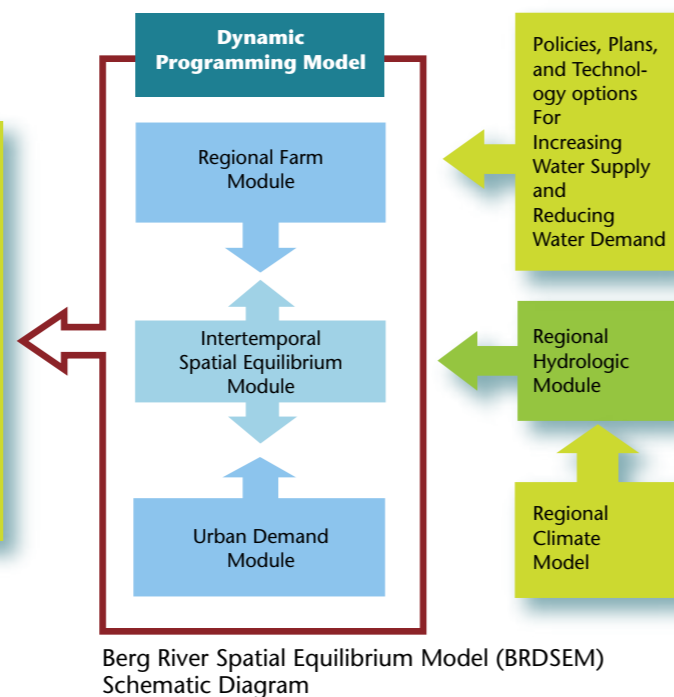 Dynamic
Programming Model
Regional Farm
Module
Intertemporal
Spatial Equilibrium
Module
Urban Demand
Module
Policies, Plans,
and Technol-
ogy options
For
Increasing
Water Supply
and
Reducing
Water Demand
Regional
Hydrologic
Module
Regional
Climate
Model
Berg River Spatial Equilibrium Model (BRDSEM)
Schematic Diagram